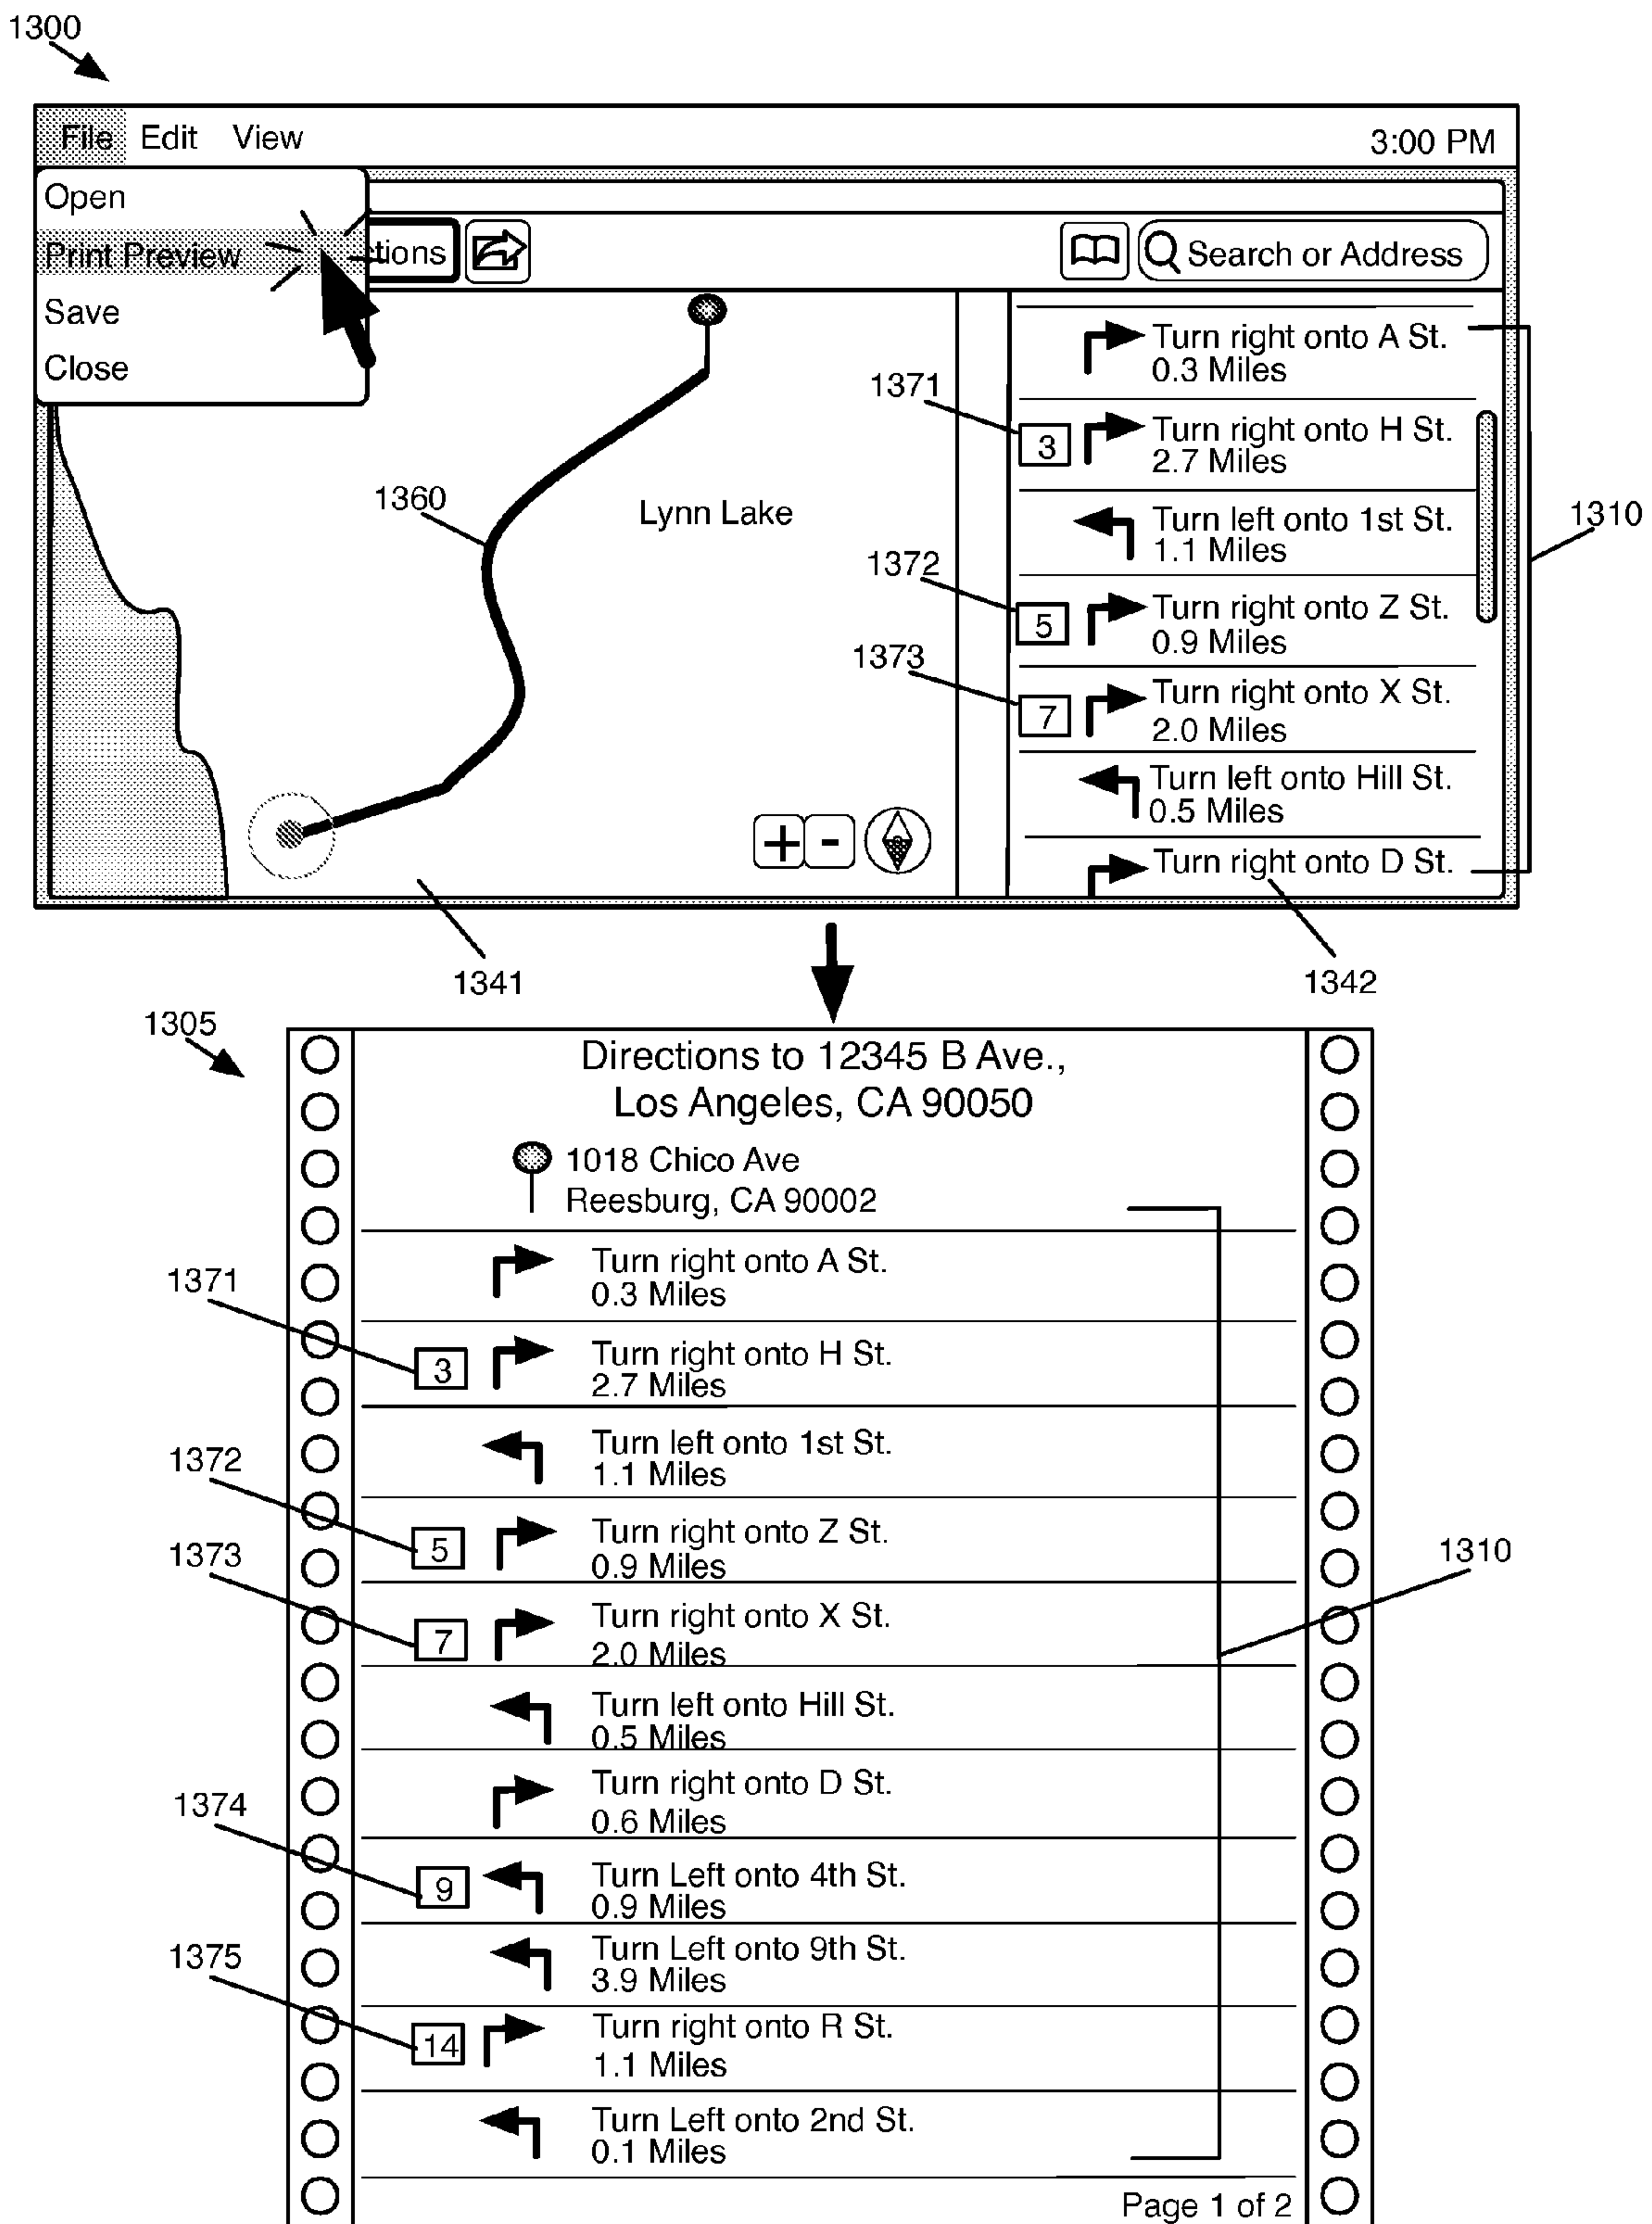 1300
File Edit View 3:00 PM
Open
Print Preview
Save
Close
tions
Search or Address
Lynn Lake
1360
1371
1372
1373
Turn right onto A St.
0.3 Miles
3
Turn right onto H St.
2.7 Miles
Turn left onto 1st St.
1.1 Miles
5
Turn right onto Z St.
0.9 Miles
7
Turn right onto X St.
2.0 Miles
Turn left onto Hill St.
0.5 Miles
Turn right onto D St.
1310
+ -
1341
1342
1305
Directions to 12345 B Ave.,
Los Angeles, CA 90050
1018 Chico Ave
Reesburg, CA 90002
Turn right onto A St.
0.3 Miles
1371
3
Turn right onto H St.
2.7 Miles
Turn left onto 1st St.
1.1 Miles
1372
5
Turn right onto Z St.
0.9 Miles
1373
7
Turn right onto X St.
2.0 Miles
1310
Turn left onto Hill St.
0.5 Miles
Turn right onto D St.
0.6 Miles
1374
9
Turn Left onto 4th St.
0.9 Miles
Turn Left onto 9th St.
3.9 Miles
1375
14
Turn right onto R St.
1.1 Miles
Turn Left onto 2nd St.
0.1 Miles
Page 1 of 2